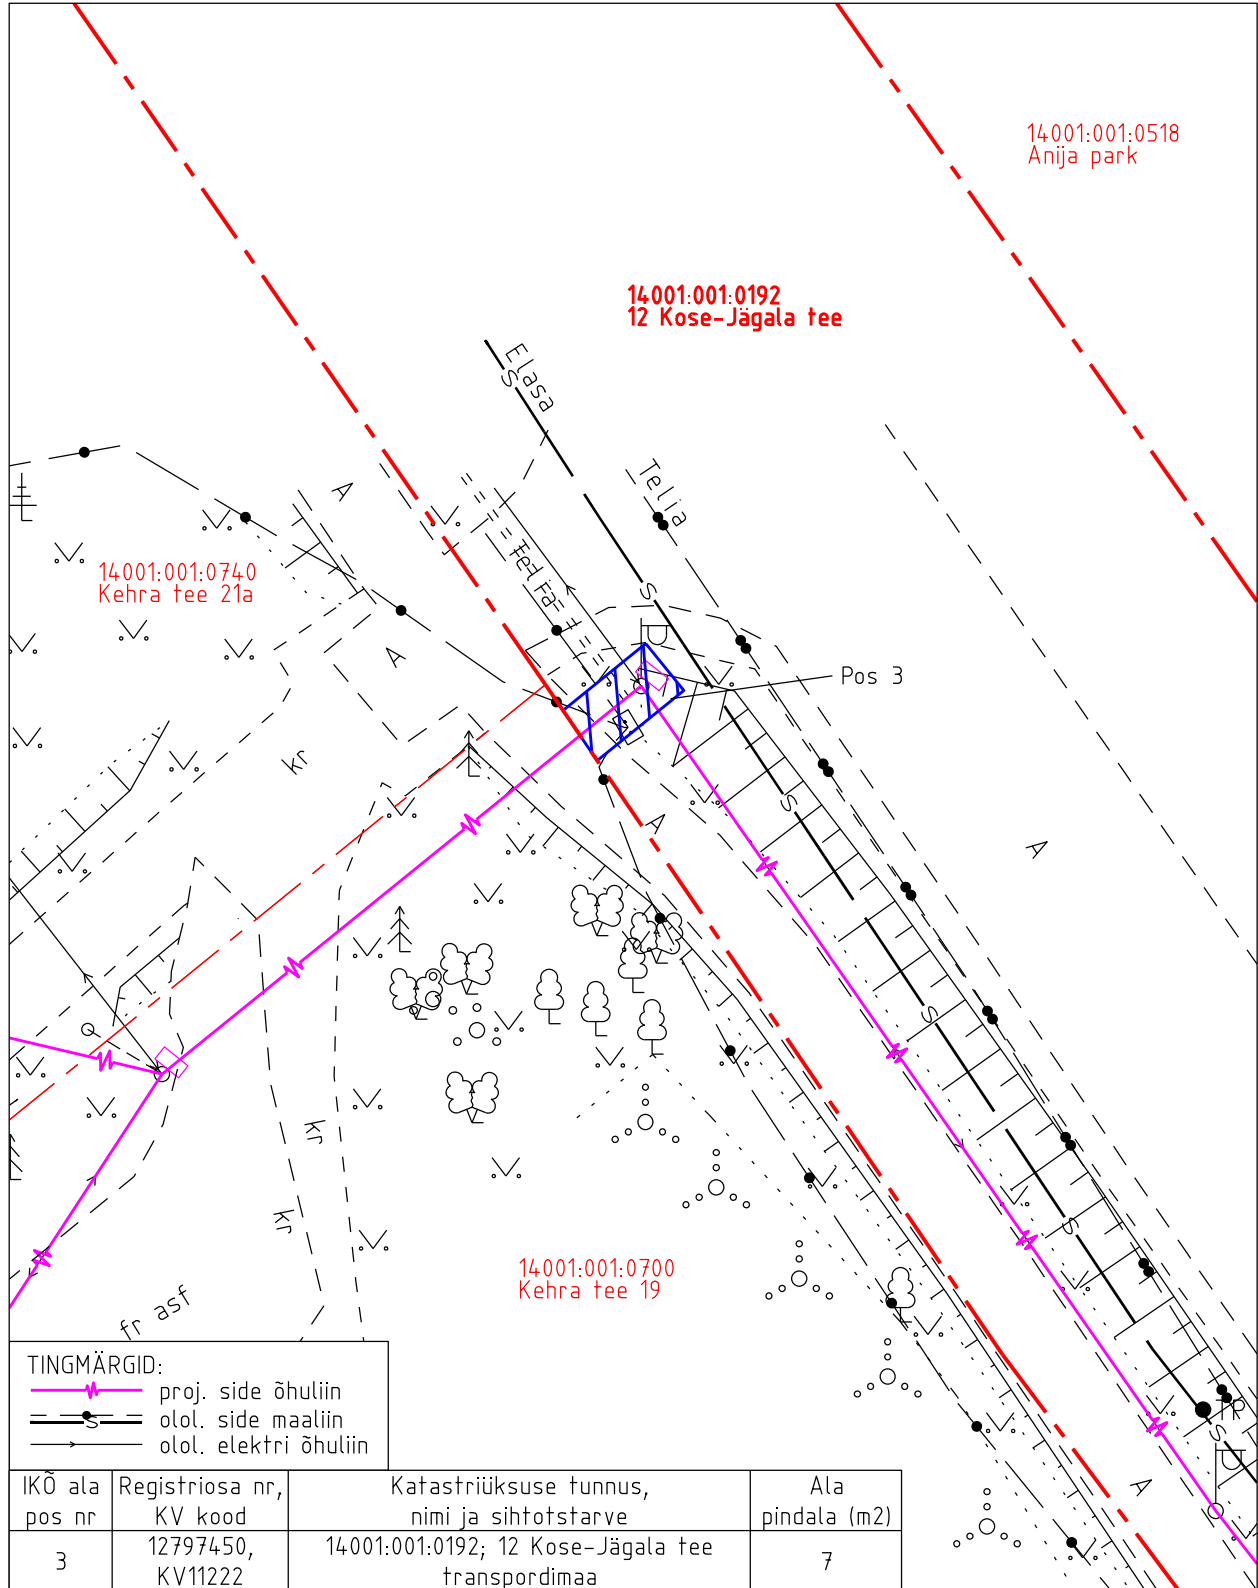 14001:001:0518
Anija park
14001:001:0192
12 Kose-Jägala tee
Elasa
S
Telia
A
14001:001:0740
Kehra tee 21a
Telia
S
A
Pos 3
kr
S
A
A
S
kr
kr
S
14001:001:0700
Kehra tee 19
fr asf
S
A
TINGMÄRGID:
proj. side õhuliin
S
olol. side maaliin
olol. elektri õhuliin
IKÕ ala pos nr
Registriosa nr, KV kood
Katastriüksuse tunnus, nimi ja sihtotstarve
Ala pindala (m2)
3
12797450, KV11222
14001:001:0192; 12 Kose-Jägala tee transpordimaa
7